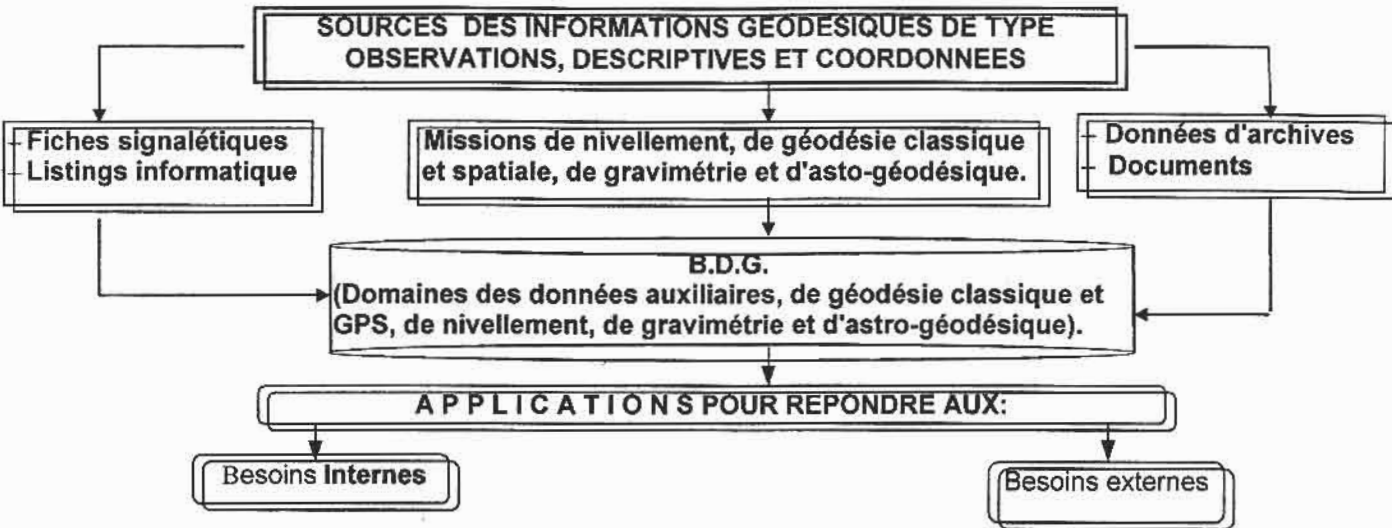 SOURCES DES INFORMATIONS GEODESIQUES DE TYPE
OBSERVATIONS, DESCRIPTIVES ET COORDONNEES
- Fiches signalétiques
- Listings informatique
Missions de nivellement, de géodésie classique
et spatiale, de gravimétrie et d'asto-géodésique.
- Données d'archives
- Documents
B.D.G.
(Domaines des données auxiliaires, de géodésie classique et
GPS, de nivellement, de gravimétrie et d'astro-géodésique).
A P P L I C A T I O N S POUR REPONDRE AUX:
Besoins Internes
Besoins externes